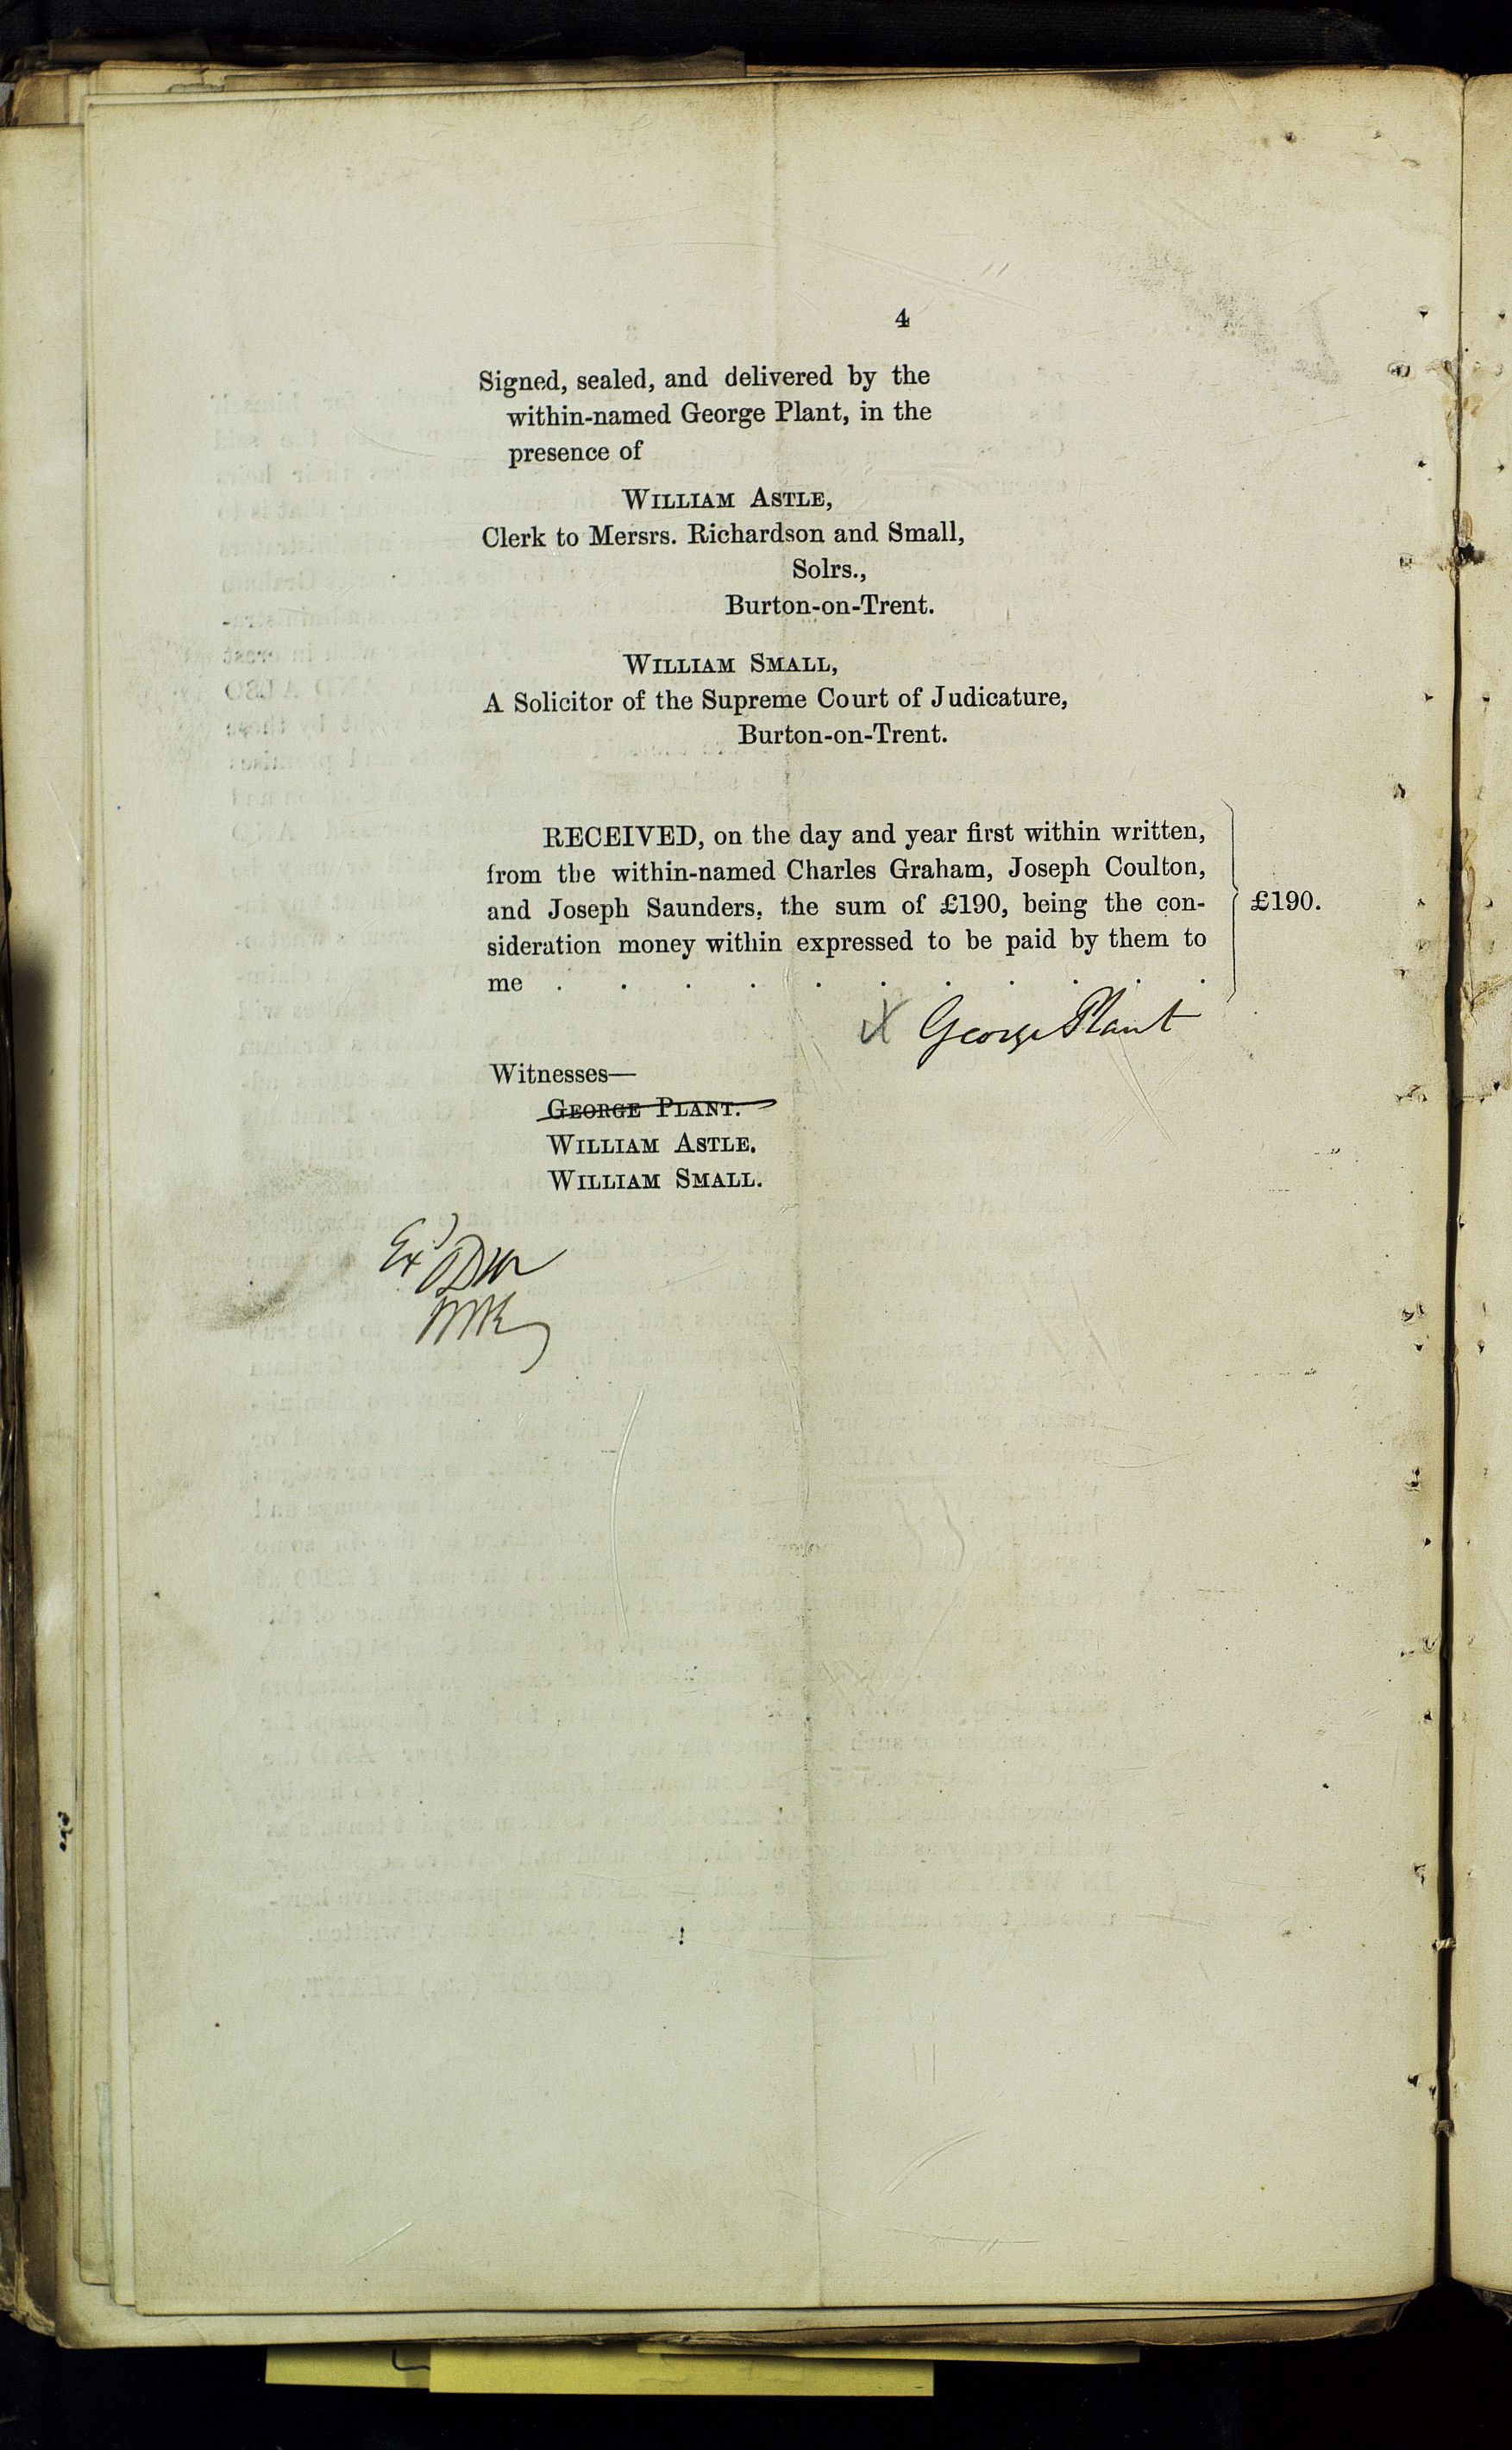 4
Signed, sealed, and delivered by the
within-named George Plant, in the
presence of
WILLIAM ASTLE,
Clerk to Mersrs. Richardson and Small,
Solrs.,
Burton-on-Trent.
WILLIAM SMALL,
A Solicitor of the Supreme Court of Judicature,
Burton-on-Trent.
RECEIVED, on the day and year first within written,
from the within-named Charles Graham, Joseph Coulton,
and Joseph Saunders, the sum of £190, being the con-
sideration money within expressed to be paid by them to
me . . . . . . . . . . .
£190.
X George Plant
Witnesses—
GEORGE PLANT.
WILLIAM ASTLE.
WILLIAM SMALL.
Exd